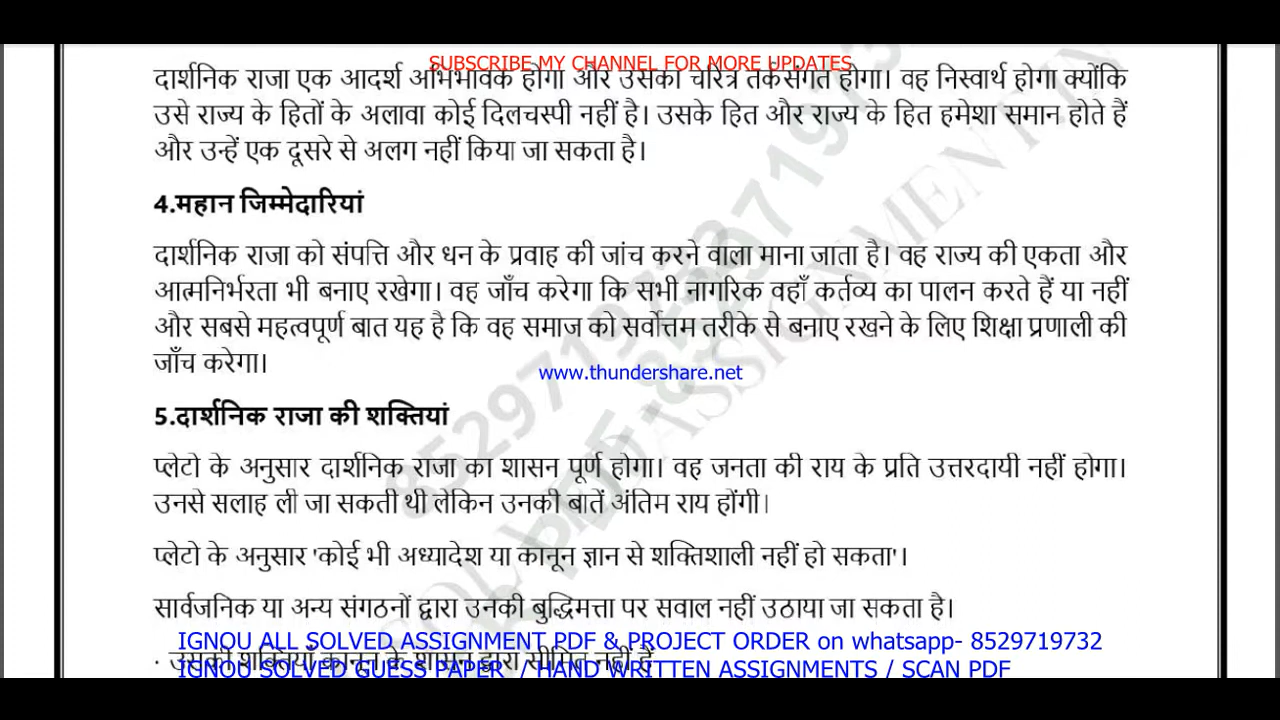 SUBSCRIBE MY CHANNEL FOR MORE UPDATES
दार्शनिक राजा एक आदर्श अभिभावक होगा और उसका चरित्र तर्कसंगत होगा। वह निस्वार्थ होगा क्योंकि
उसे राज्य के हितों के अलावा कोई दिलचस्पी नहीं है। उसके हित और राज्य के हित हमेशा समान होते हैं
और उन्हें एक दूसरे से अलग नहीं किया जा सकता है।
4.महान जिम्मेदारियां
दार्शनिक राजा को संपत्ति और धन के प्रवाह की जांच करने वाला माना जाता है। वह राज्य की एकता और
आत्मनिर्भरता भी बनाए रखेगा। वह जाँच करेगा कि सभी नागरिक वहाँ कर्तव्य का पालन करते हैं या नहीं
और सबसे महत्वपूर्ण बात यह है कि वह समाज को सर्वोत्तम तरीके से बनाए रखने के लिए शिक्षा प्रणाली की
जाँच करेगा।
www.thundershare.net
5.दार्शनिक राजा की शक्तियां
प्लेटो के अनुसार दार्शनिक राजा का शासन पूर्ण होगा। वह जनता की राय के प्रति उत्तरदायी नहीं होगा।
उनसे सलाह ली जा सकती थी लेकिन उनकी बातें अंतिम राय होंगी।
प्लेटो के अनुसार 'कोई भी अध्यादेश या कानून ज्ञान से शक्तिशाली नहीं हो सकता'।
सार्वजनिक या अन्य संगठनों द्वारा उनकी बुद्धिमत्ता पर सवाल नहीं उठाया जा सकता है।
IGNOU ALL SOLVED ASSIGNMENT PDF & PROJECT ORDER on whatsapp- 8529719732
· उसकी शक्तियाँ कानून के शासन द्वारा सीमित नहीं हैं
IGNOU SOLVED GUESS PAPER / HAND WRITTEN ASSIGNMENTS / SCAN PDF